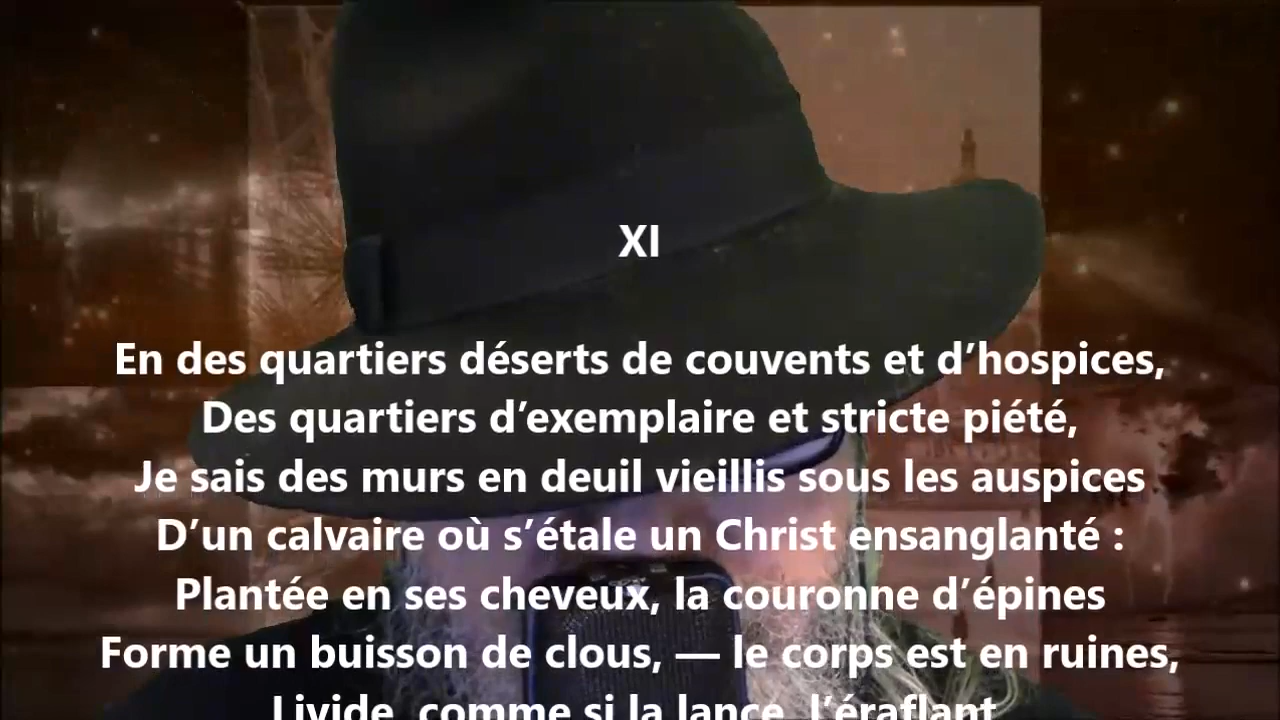 XI
En des quartiers déserts de couvents et d’hospices,
Des quartiers d’exemplaire et stricte piété,
Je sais des murs en deuil vieillis sous les auspices
D’un calvaire où s’étale un Christ ensanglanté :
Plantée en ses cheveux, la couronne d’épines
Forme un buisson de clous, — le corps est en ruines,
Livide, comme si la lance, l’éraflant